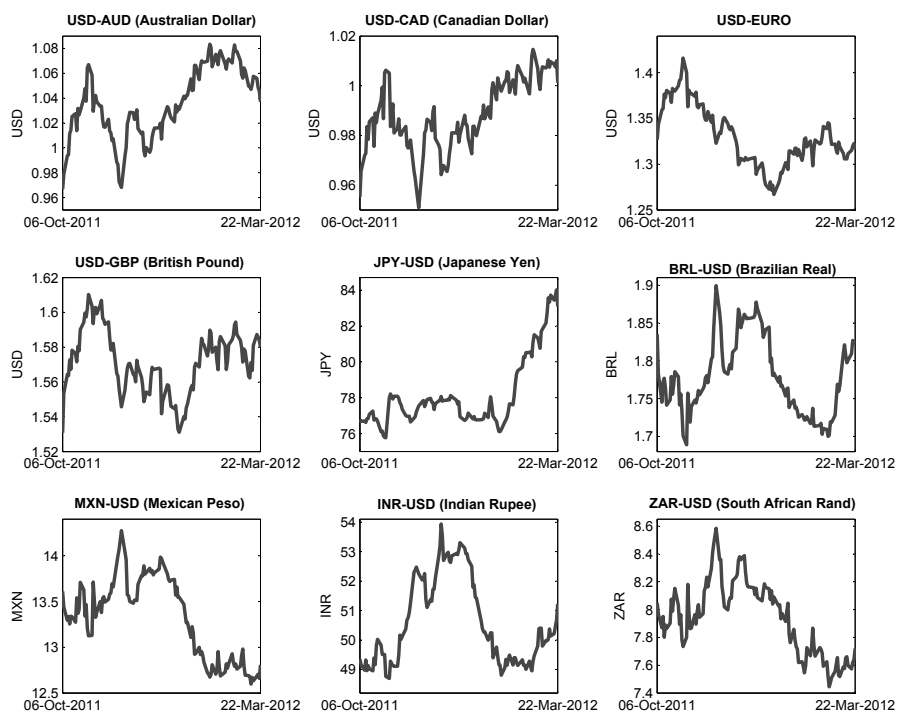 USD-AUD (Australian Dollar)
1.08
1.06
1.04
1.02
1
0.98
0.96
USD
06-Oct-2011
22-Mar-2012
USD-CAD (Canadian Dollar)
1.02
1
0.98
0.96
USD
06-Oct-2011
22-Mar-2012
USD-EURO
1.4
1.35
1.3
1.25
USD
06-Oct-2011
22-Mar-2012
USD-GBP (British Pound)
1.62
1.6
1.58
1.56
1.54
1.52
USD
06-Oct-2011
22-Mar-2012
JPY-USD (Japanese Yen)
84
82
80
78
76
JPY
06-Oct-2011
22-Mar-2012
BRL-USD (Brazilian Real)
1.9
1.85
1.8
1.75
1.7
BRL
06-Oct-2011
22-Mar-2012
MXN-USD (Mexican Peso)
14
13.5
13
12.5
MXN
06-Oct-2011
22-Mar-2012
INR-USD (Indian Rupee)
54
53
52
51
50
49
INR
06-Oct-2011
22-Mar-2012
ZAR-USD (South African Rand)
8.6
8.4
8.2
8
7.8
7.6
7.4
ZAR
06-Oct-2011
22-Mar-2012